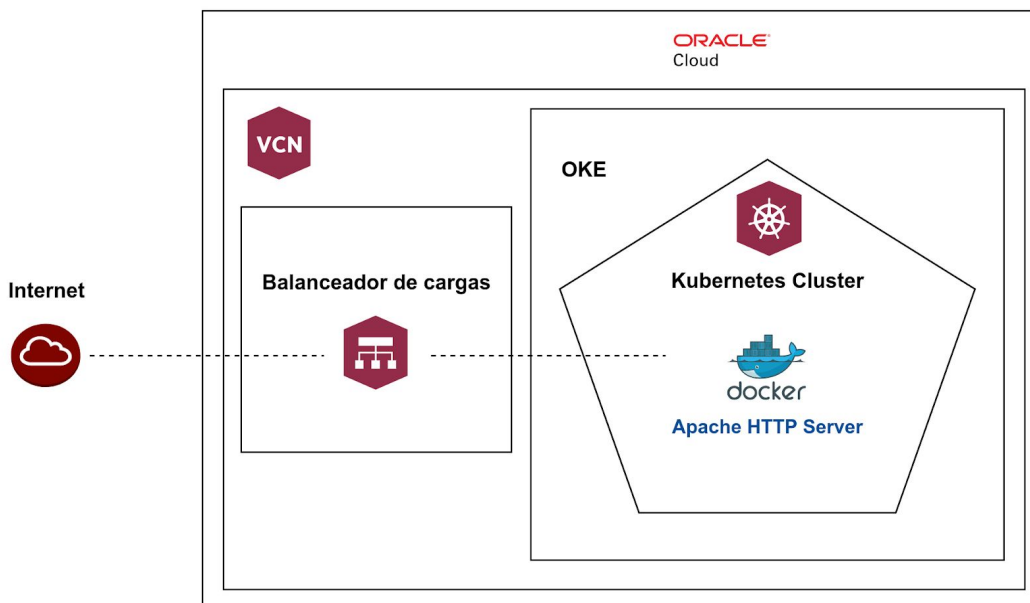 ORACLE
Cloud
VCN
OKE
Balanceador de cargas
Kubernetes Cluster
Internet
docker
Apache HTTP Server